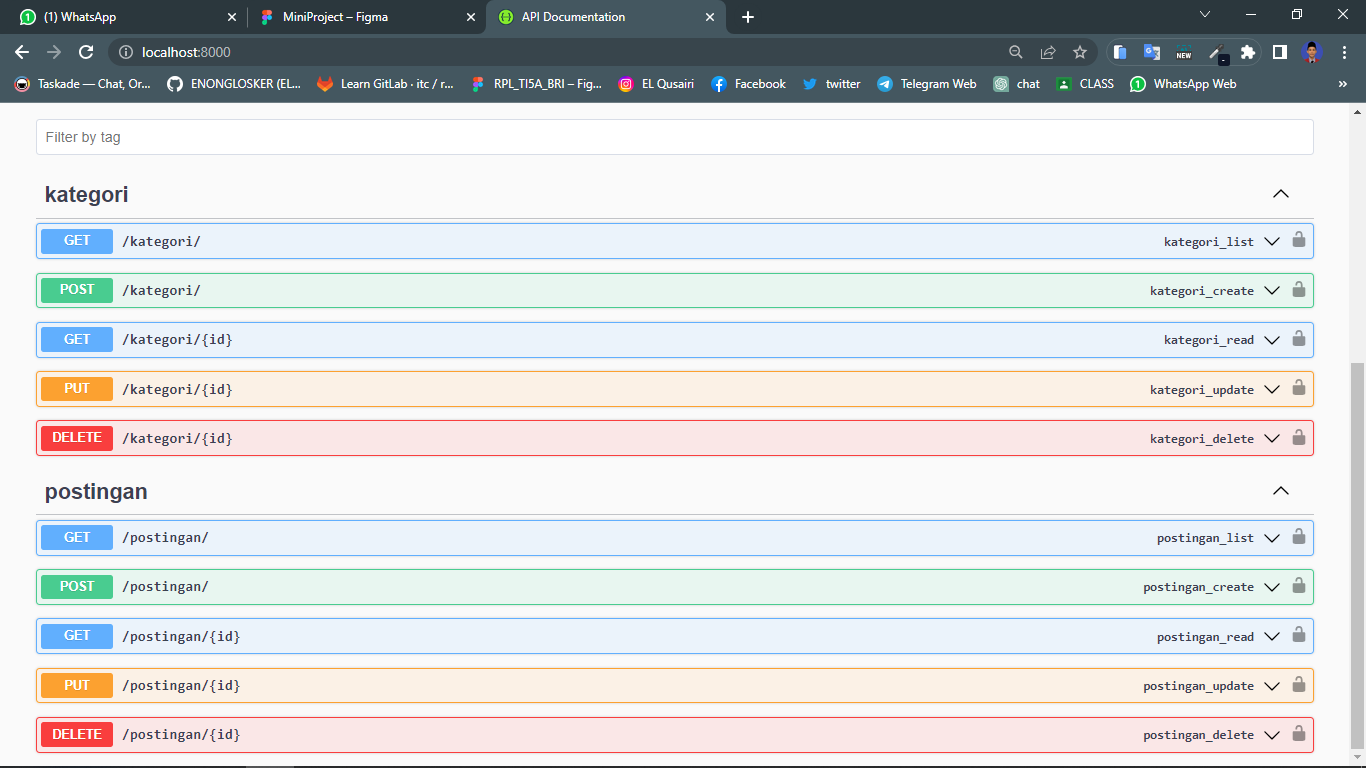 (1) WhatsApp
MiniProject – Figma
API Documentation
localhost:8000
NEW
Taskade — Chat, Or...
ENONGLOSKER (EL...
Learn GitLab · itc / r...
RPL_TI5A_BRI – Fig...
EL Qusairi
Facebook
twitter
Telegram Web
chat
CLASS
WhatsApp Web
»
Filter by tag
kategori
GET /kategori/ kategori_list
POST /kategori/ kategori_create
GET /kategori/{id} kategori_read
PUT /kategori/{id} kategori_update
DELETE /kategori/{id} kategori_delete
postingan
GET /postingan/ postingan_list
POST /postingan/ postingan_create
GET /postingan/{id} postingan_read
PUT /postingan/{id} postingan_update
DELETE /postingan/{id} postingan_delete